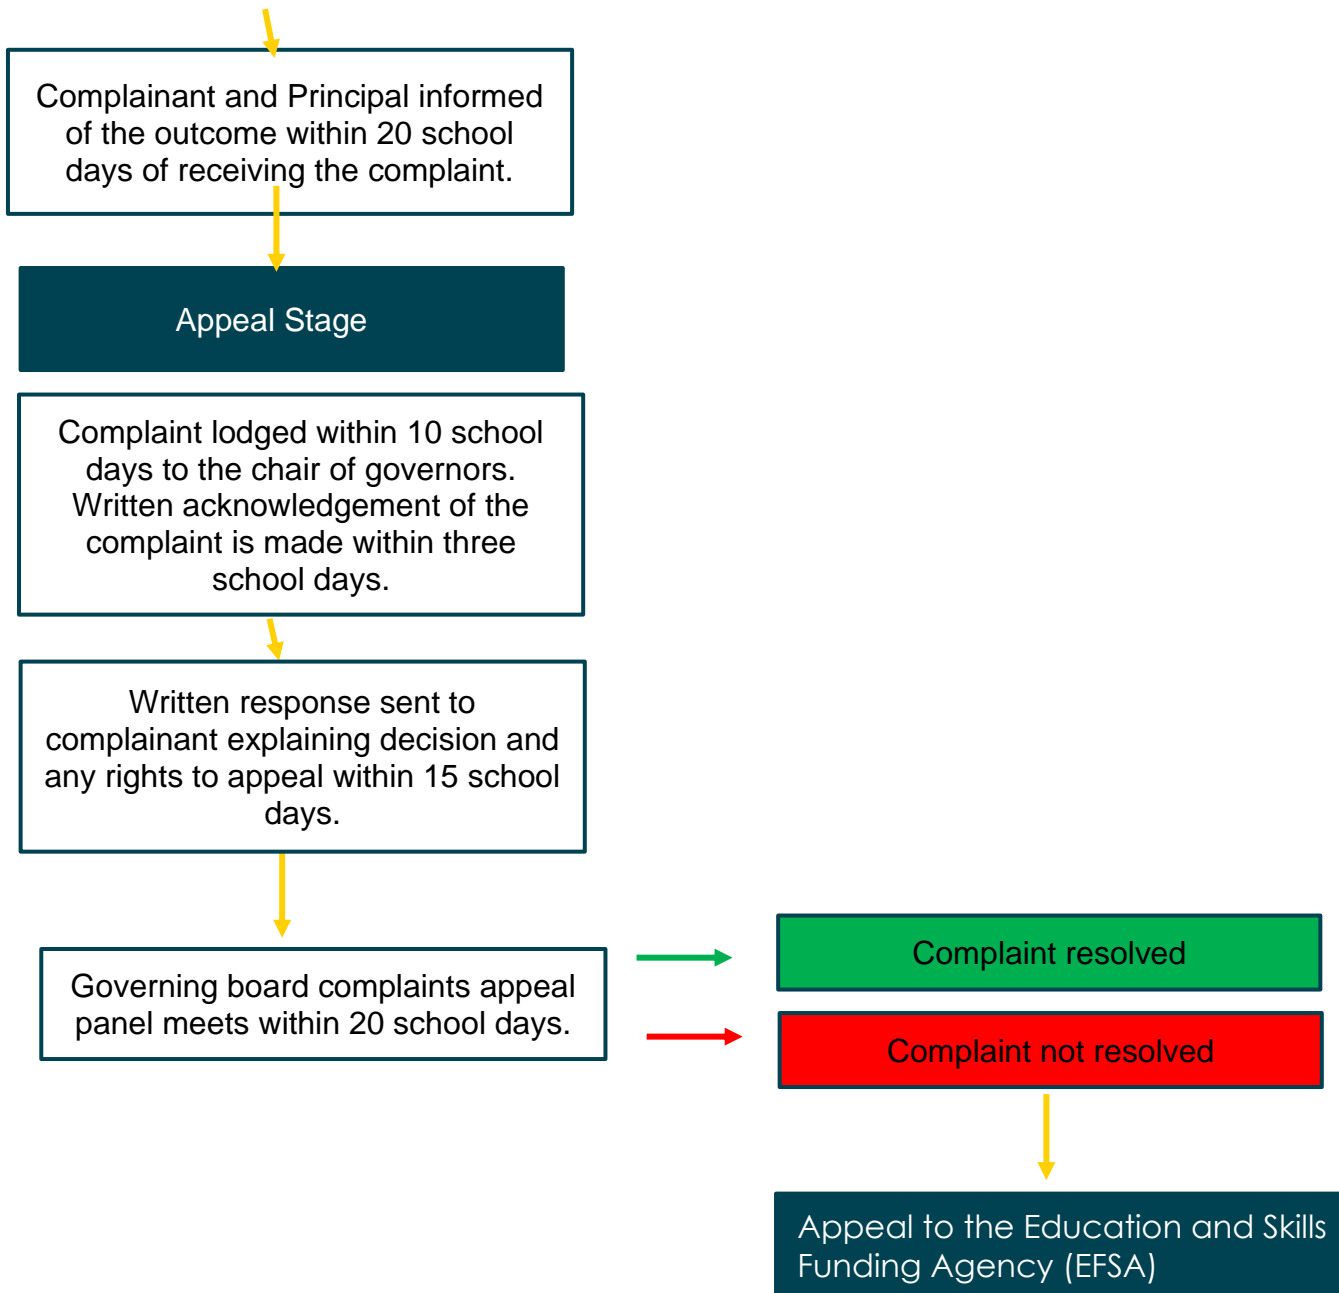 Complainant and Principal informed
of the outcome within 20 school
days of receiving the complaint.
Appeal Stage
Complaint lodged within 10 school
days to the chair of governors.
Written acknowledgement of the
complaint is made within three
school days.
Written response sent to
complainant explaining decision and
any rights to appeal within 15 school
days.
Governing board complaints appeal
panel meets within 20 school days.
Complaint resolved
Complaint not resolved
Appeal to the Education and Skills
Funding Agency (EFSA)